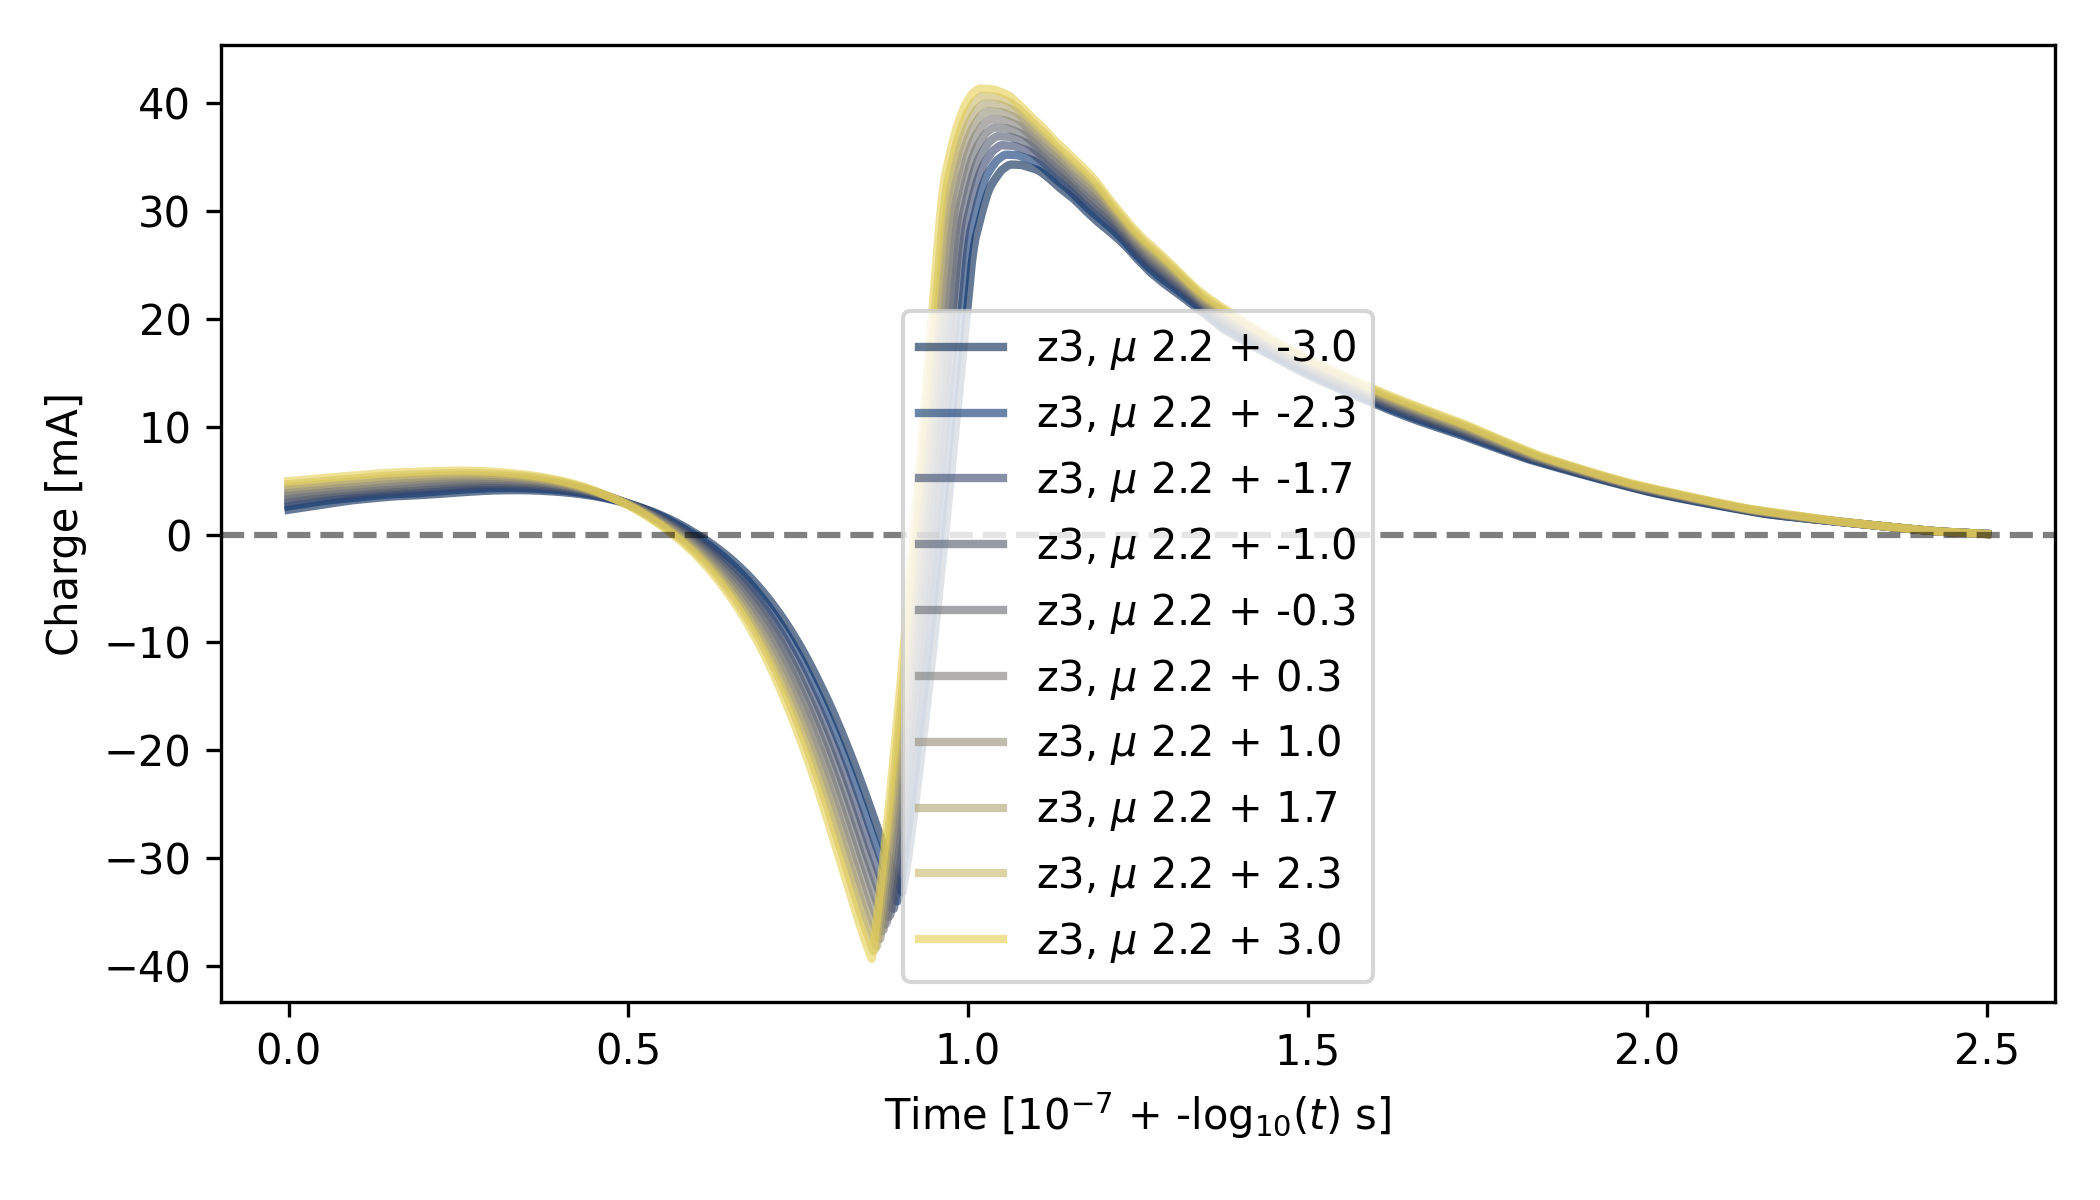 40
30
20
10
0
−10
−20
−30
−40
Charge [mA]
z3, μ 2.2 + -3.0
z3, μ 2.2 + -2.3
z3, μ 2.2 + -1.7
z3, μ 2.2 + -1.0
z3, μ 2.2 + -0.3
z3, μ 2.2 + 0.3
z3, μ 2.2 + 1.0
z3, μ 2.2 + 1.7
z3, μ 2.2 + 2.3
z3, μ 2.2 + 3.0
0.0 0.5 1.0 1.5 2.0 2.5
Time [10⁻⁷ + -log₁₀(t) s]